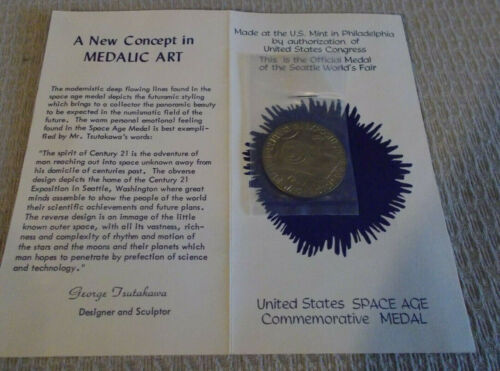 A New Concept in
MEDALIC ART
The modernistic deep flowing lines found in the
space age medal depicts the futuramic styling
which brings to a collector the panoramic beauty
to be expected in the numismatic field of the
future. The warm personal emotional feeling
found in the Space Age Medal is best exempli-
fied by Mr. Tsutakawa's words:
"The spirit of Century 21 is the adventure of
man reaching out into space unknown away from
his domicile of centuries past. The obverse
design depicts the home of the Century 21
Exposition in Seattle, Washington where great
minds assemble to show the people of the world
their scientific achievements and future plans.
The reverse design is an immage of the little
known outer space, with all its vastness, rich-
ness and complexity of rhythm and motion of
the stars and the moons and their planets which
man hopes to penetrate by prefection of science
and technology."
George Tsutakawa
Designer and Sculptor
Made at the U.S. Mint in Philadelphia
by authorization of
United States Congress
This is the Official Medal
of the Seattle World's Fair
United States SPACE AGE
Commemorative MEDAL